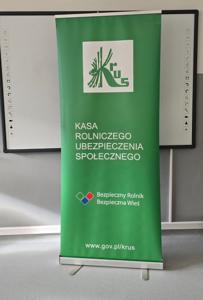 Krus
KASA
ROLNICZEGO
UBEZPIECZENIA
SPOŁECZNEGO
Bezpieczny Rolnik
Bezpieczna Wieś
www.gov.pl/krus